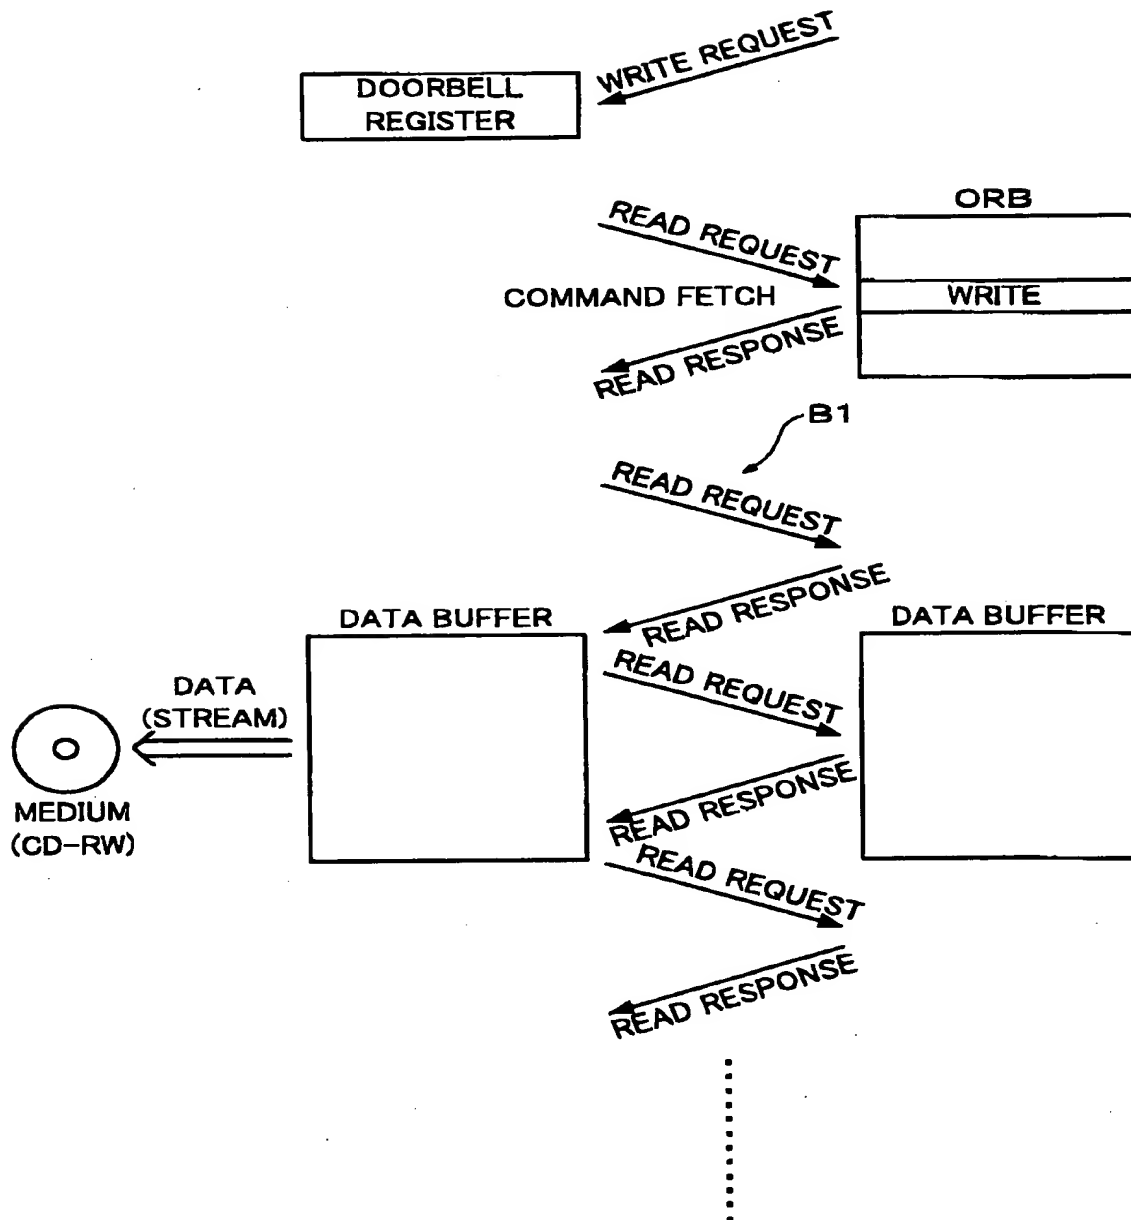 WRITE REQUEST
DOORBELL
REGISTER
ORB
READ REQUEST
COMMAND FETCH
WRITE
READ RESPONSE
B1
READ REQUEST
READ RESPONSE
DATA BUFFER
DATA BUFFER
READ REQUEST
DATA
(STREAM)
READ RESPONSE
MEDIUM
(CD-RW)
READ REQUEST
READ RESPONSE